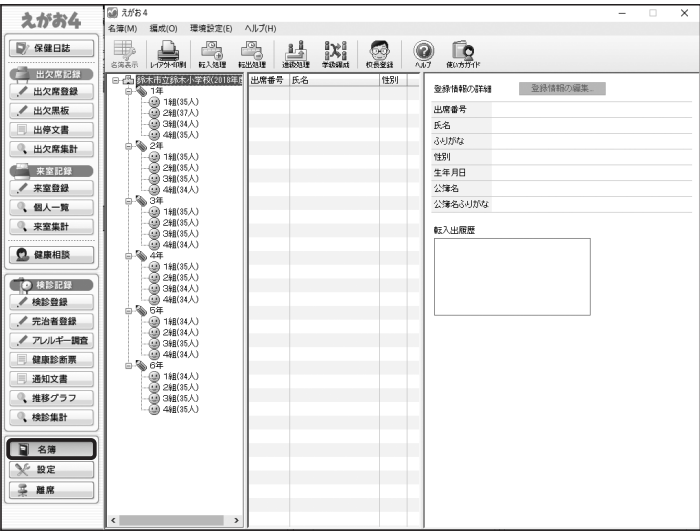 えがお4
保健日誌
出欠席記録
出欠席登録
出欠黒板
出停文書
出欠席集計
来室記録
来室登録
個人一覧
来室集計
健康相談
検診記録
検診登録
完治者登録
アレルギー調査
健康診断票
通知文書
推移グラフ
検診集計
名簿
設定
離席
えがお4
名簿(M) 編成(O) 環境設定(E) ヘルプ(H)
名簿表示 レイアウト印刷 転入処理 転出処理 進級処理 学級編成 校長登録 ヘルプ 使い方ガイド
鈴木市立鈴木小学校(2018年度
1年
1組(35人)
2組(37人)
3組(34人)
4組(35人)
2年
1組(35人)
2組(35人)
3組(35人)
4組(34人)
3年
1組(35人)
2組(35人)
3組(35人)
4組(34人)
4年
1組(35人)
2組(35人)
3組(34人)
4組(34人)
5年
1組(34人)
2組(34人)
3組(35人)
4組(34人)
6年
1組(34人)
2組(35人)
3組(35人)
4組(35人)
出席番号 氏名 性別
登録情報の詳細 登録情報の編集...
出席番号
氏名
ふりがな
性別
生年月日
公簿名
公簿名ふりがな
転入出履歴